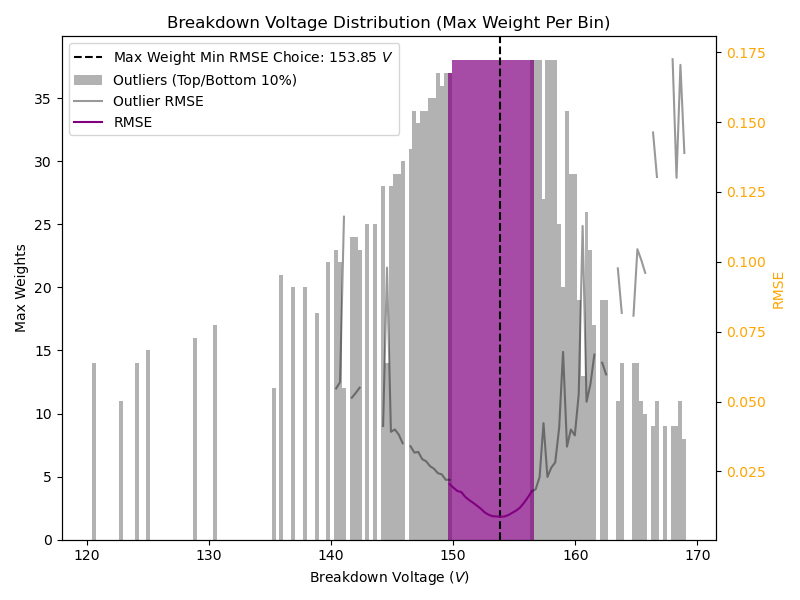 Breakdown Voltage Distribution (Max Weight Per Bin)
Max Weight Min RMSE Choice: 153.85 V
Outliers (Top/Bottom 10%)
Outlier RMSE
RMSE
Max Weights
0
5
10
15
20
25
30
35
120
130
140
150
160
170
Breakdown Voltage (V)
0.175
0.150
0.125
0.100
0.075
0.050
0.025
RMSE